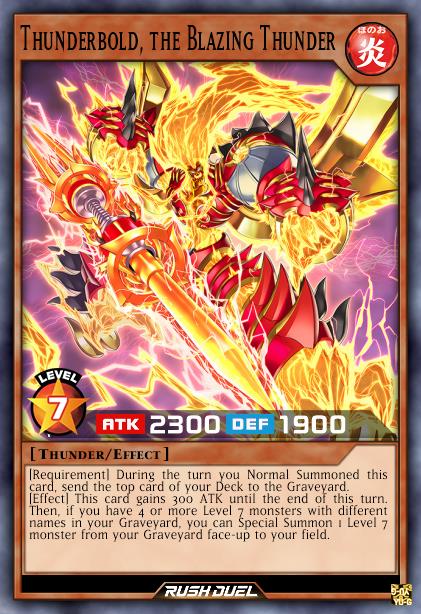 Thunderbold, the Blazing Thunder
ほのお
炎
LEVEL
7
ATK 2300 DEF 1900
[Thunder/Effect]
[Requirement] During the turn you Normal Summoned this
card, send the top card of your Deck to the Graveyard.
[Effect] This card gains 300 ATK until the end of this turn.
Then, if you have 4 or more Level 7 monsters with different
names in your Graveyard, you can Special Summon 1 Level 7
monster from your Graveyard face-up to your field.
RUSH DUEL